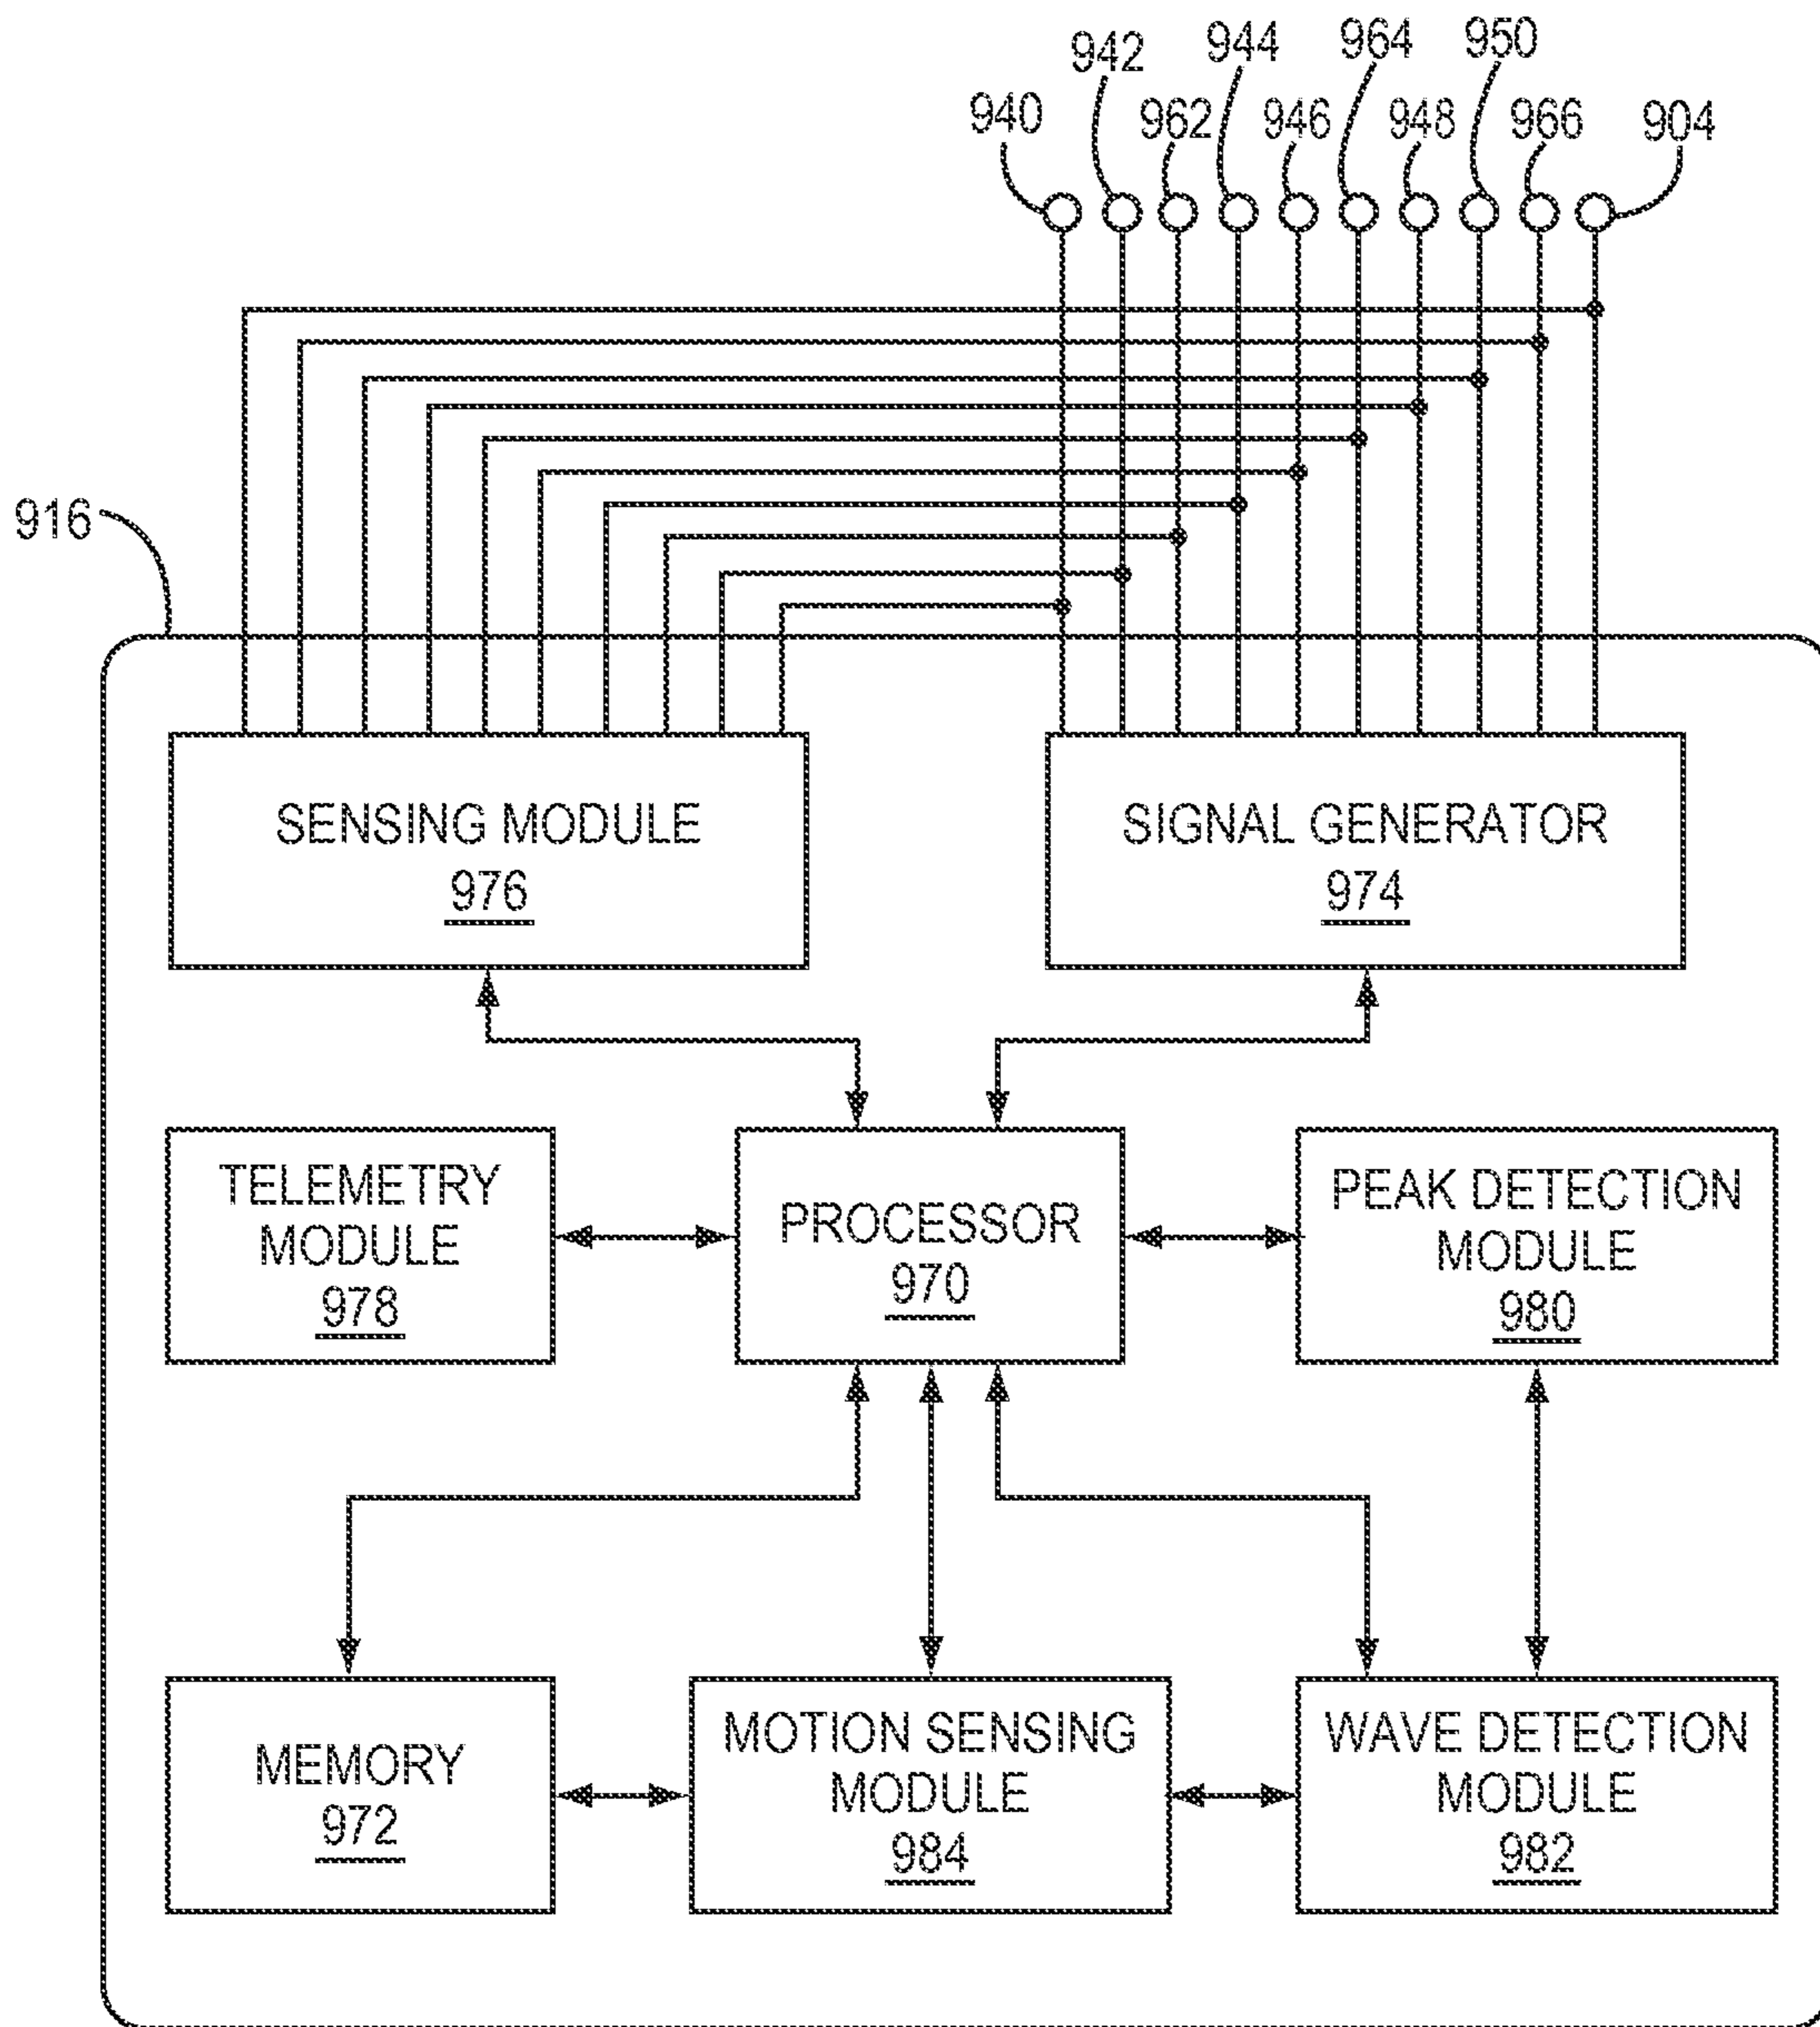 942
944
964
950
940
962
946
948
966
904
916
SENSING MODULE
976
SIGNAL GENERATOR
974
TELEMETRY
MODULE
978
PROCESSOR
970
PEAK DETECTION
MODULE
980
MEMORY
972
MOTION SENSING
MODULE
984
WAVE DETECTION
MODULE
982